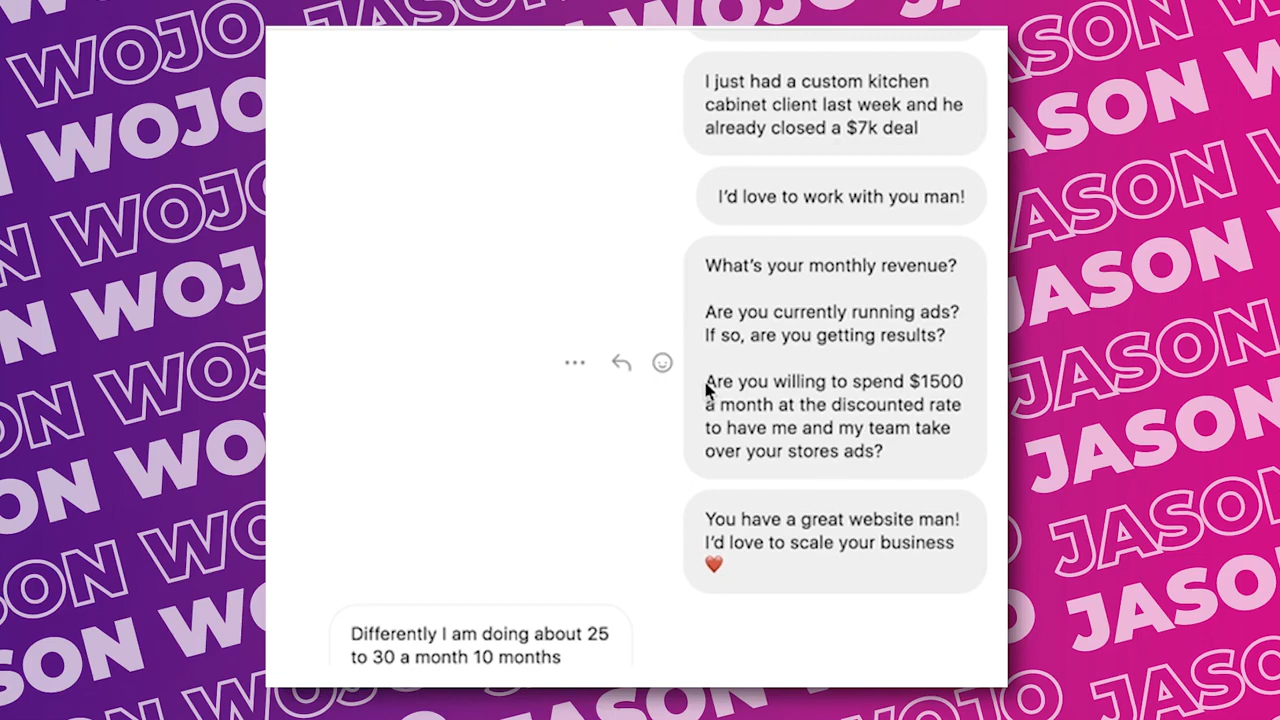 I just had a custom kitchen
cabinet client last week and he
already closed a $7k deal
I'd love to work with you man!
What's your monthly revenue?
Are you currently running ads?
If so, are you getting results?
Are you willing to spend $1500
a month at the discounted rate
to have me and my team take
over your stores ads?
You have a great website man!
I'd love to scale your business
❤️
Differently I am doing about 25
to 30 a month 10 months
WOJO JASON
JASON WOJO